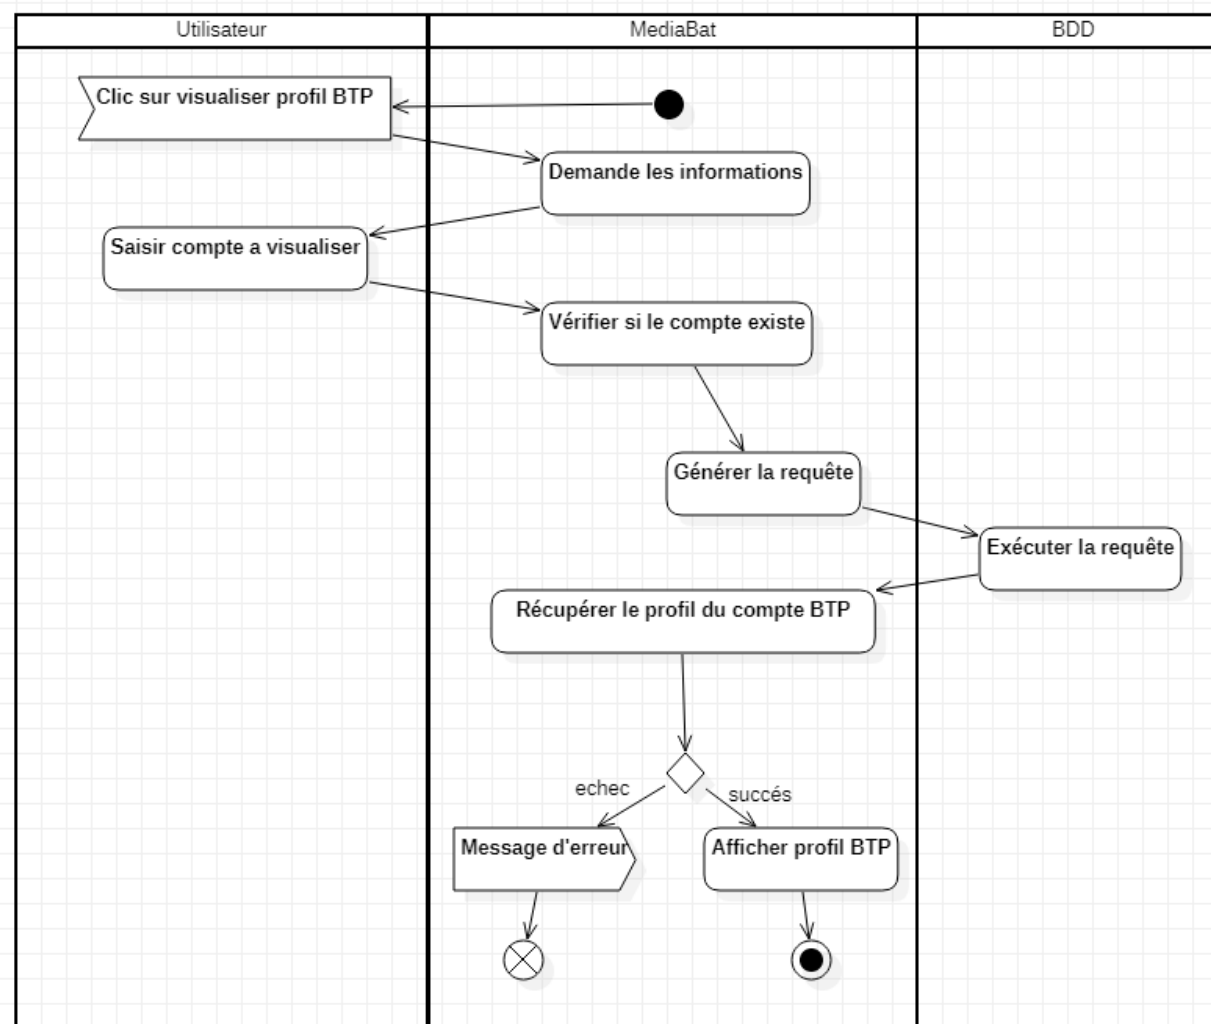 Utilisateur
MediaBat
BDD
Clic sur visualiser profil BTP
Demande les informations
Saisir compte a visualiser
Vérifier si le compte existe
Générer la requête
Exécuter la requête
Récupérer le profil du compte BTP
echec
succés
Message d'erreur
Afficher profil BTP